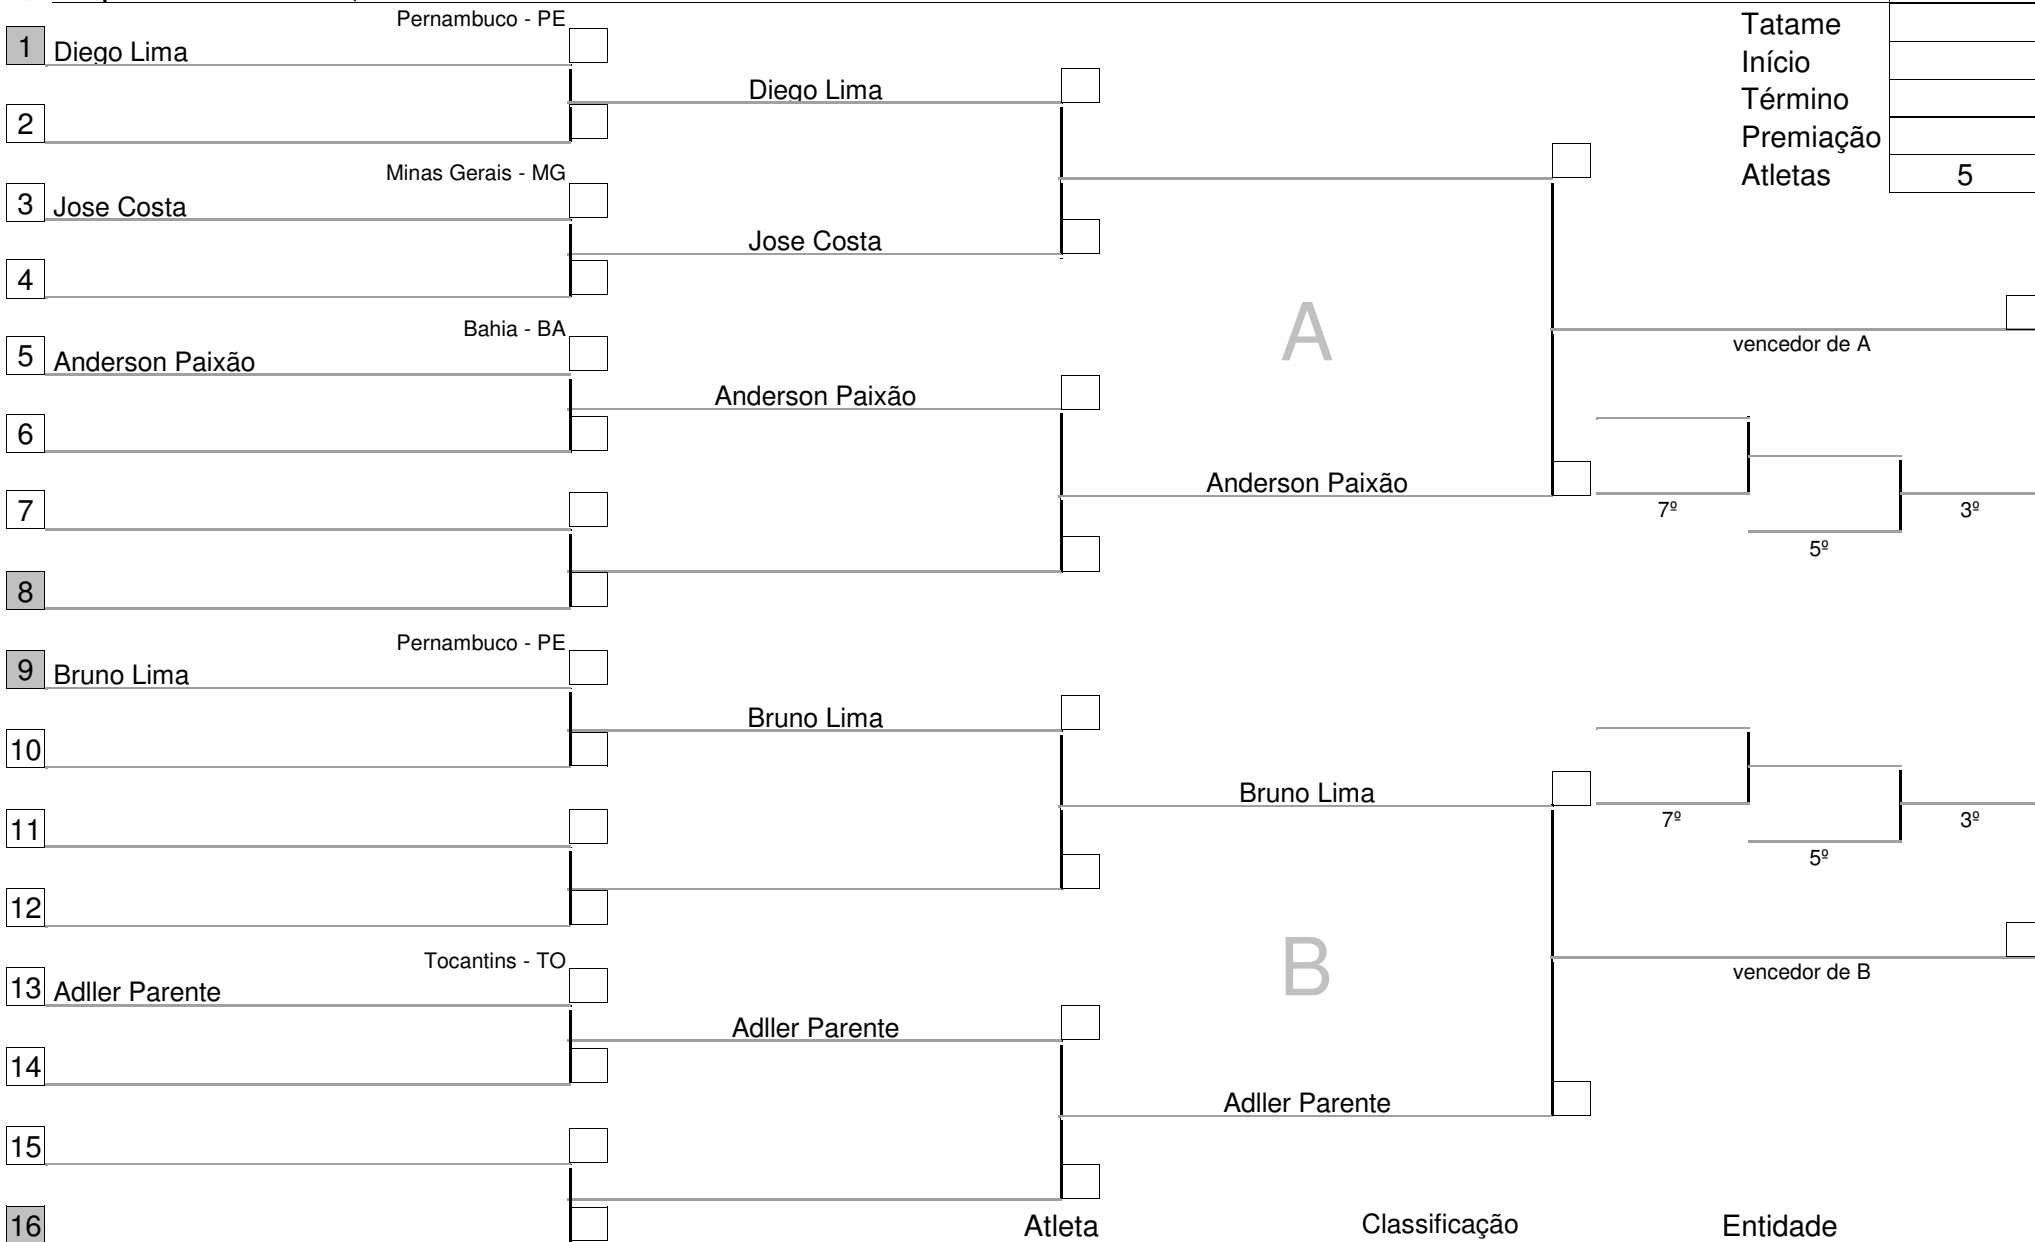 Pernambuco - PE
1 Diego Lima
Diego Lima
2
Minas Gerais - MG
3 Jose Costa
Jose Costa
4
Bahia - BA
5 Anderson Paixão
Anderson Paixão
6
Anderson Paixão
7
8
A
vencedor de A
7º
3º
5º
Tatame
Início
Término
Premiação
Atletas 5
Pernambuco - PE
9 Bruno Lima
Bruno Lima
10
Bruno Lima
11
12
7º
3º
5º
B
vencedor de B
Tocantins - TO
13 Adller Parente
Adller Parente
14
Adller Parente
15
16
Atleta Classificação Entidade